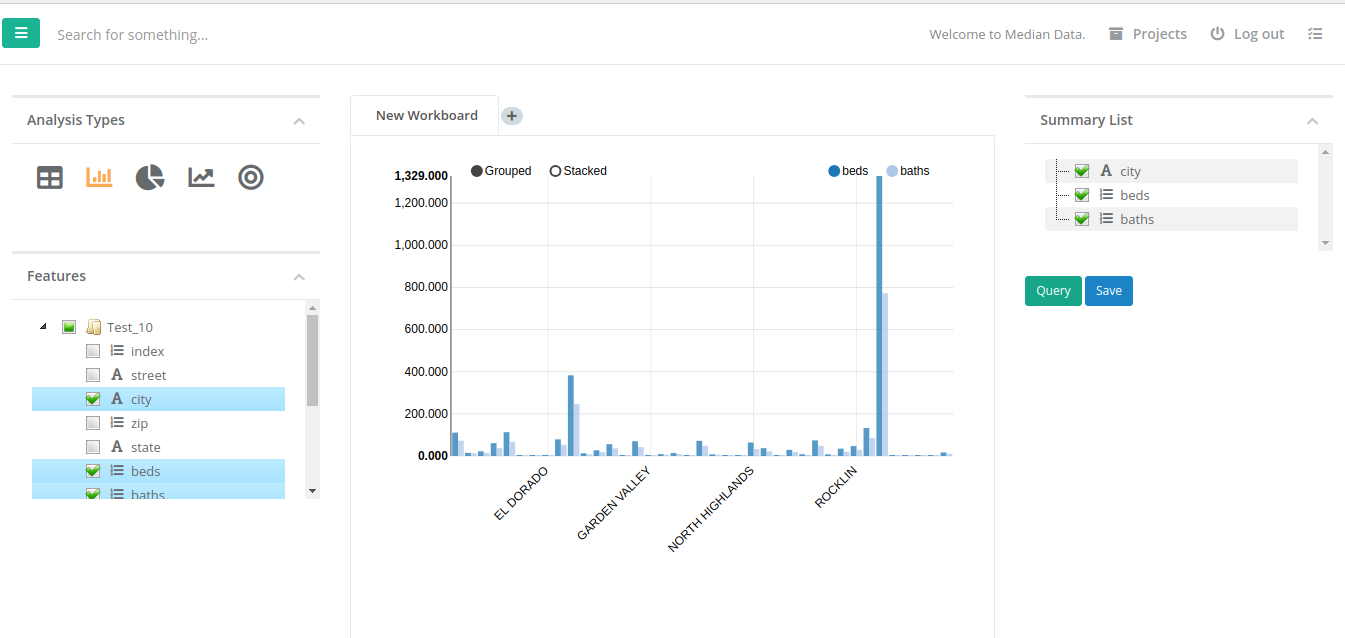 Search for something...
Welcome to Median Data.
Projects
Log out
Analysis Types
Features
Test_10
index
street
city
zip
state
beds
baths
New Workboard
+
Grouped
Stacked
beds
baths
1,329.000
1,200.000
1,000.000
800.000
600.000
400.000
200.000
0.000
EL DORADO
GARDEN VALLEY
NORTH HIGHLANDS
ROCKLIN
Summary List
city
beds
baths
Query
Save